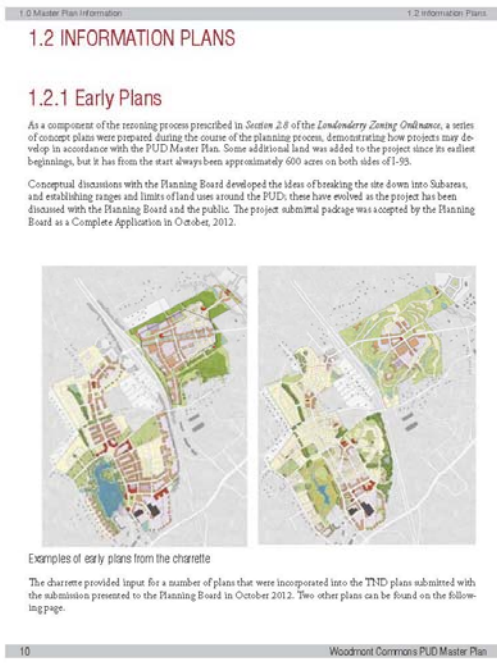 1.0 Master Plan Information 1.2 Information Plans
1.2 INFORMATION PLANS
1.2.1 Early Plans
As a component of the rezoning process prescribed in Section 2.8 of the Londonderry Zoning Ordinance, a series
of concept plans were prepared during the course of the planning process, demonstrating how projects may de-
velop in accordance with the PUD Master Plan. Some additional land was added to the project since its earliest
beginnings, but it has from the start always been approximately 600 acres on both sides of I-93.
Conceptual discussions with the Planning Board developed the ideas of breaking the site down into Subareas,
and establishing ranges and limits of land uses around the PUD; these have evolved as the project has been
discussed with the Planning Board and the public. The project submittal package was accepted by the Planning
Board as a Complete Application in October, 2012.
Examples of early plans from the charrette
The charrette provided input for a number of plans that were incorporated into the TND plans submitted with
the submission presented to the Planning Board in October 2012. Two other plans can be found on the follow-
ing page.
10 Woodmont Commons PUD Master Plan